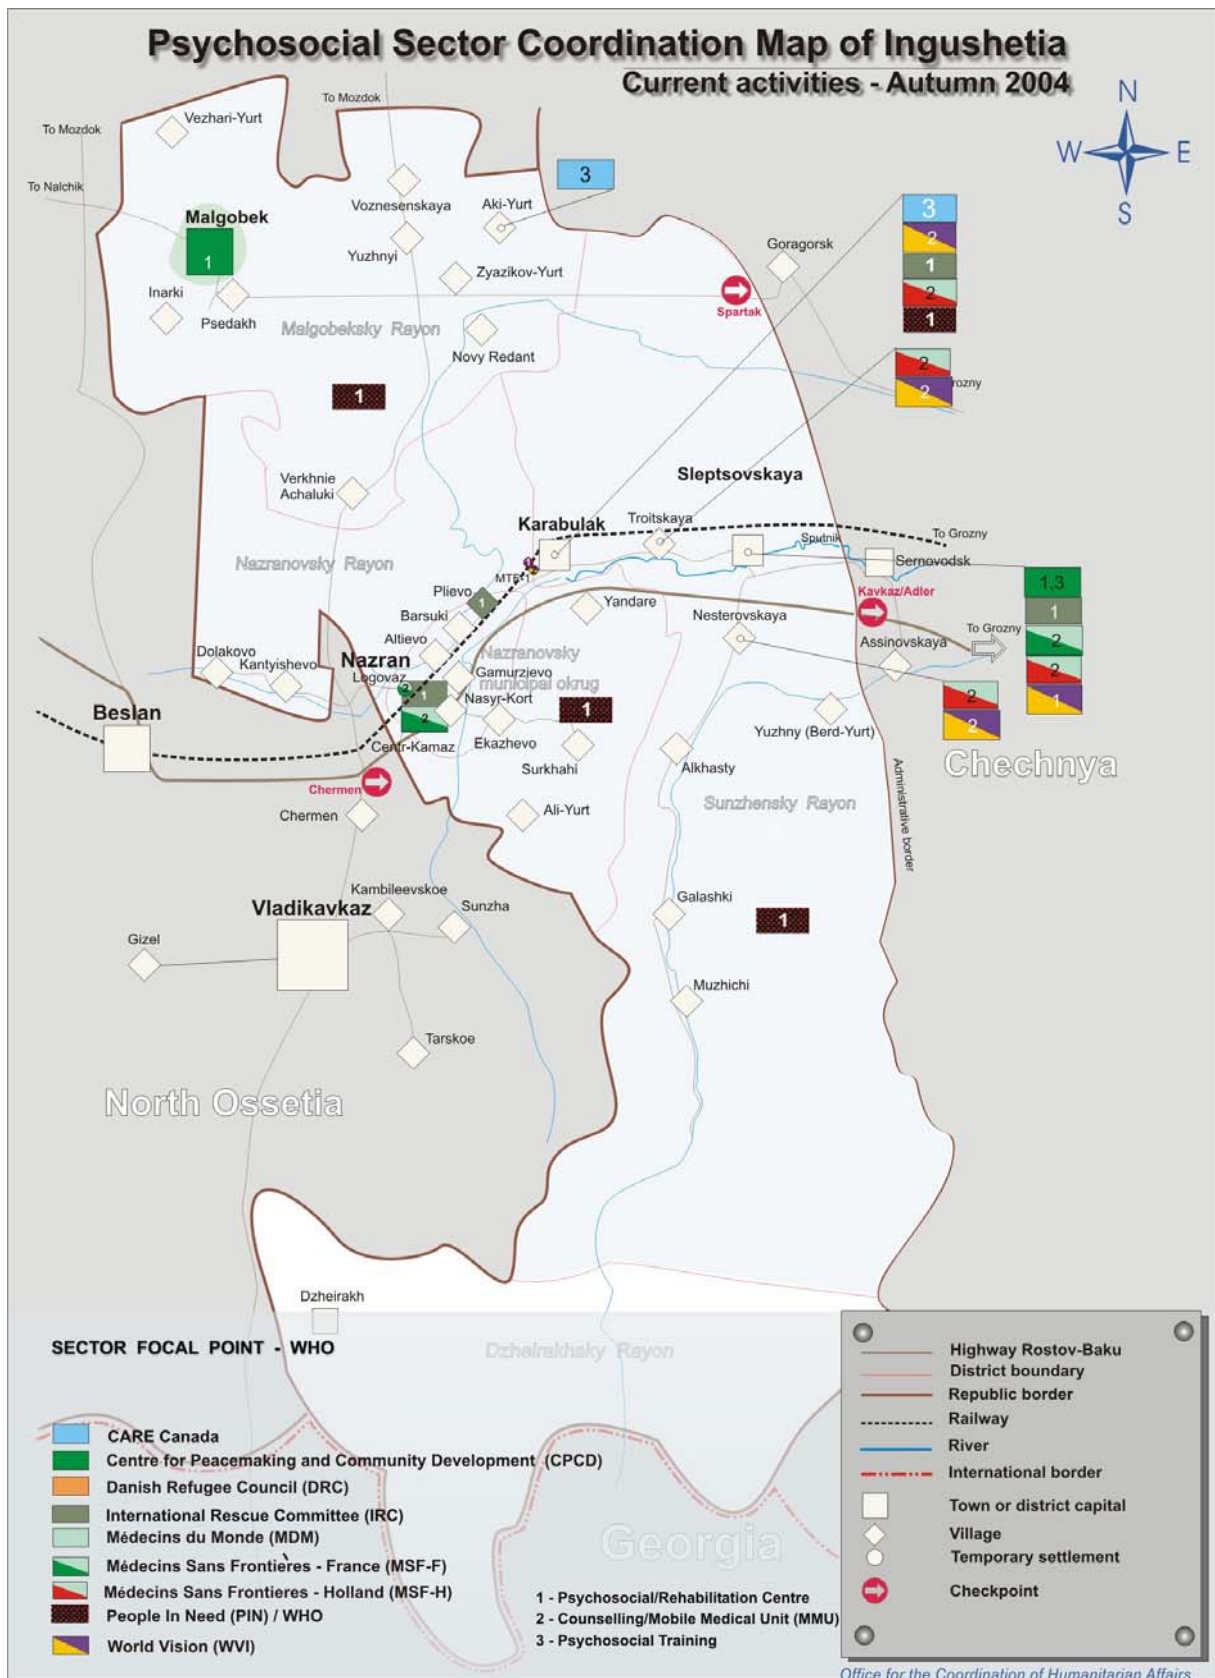 Psychosocial Sector Coordination Map of Ingushetia
Current activities - Autumn 2004
N
W
E
S
To Mozdok
To Mozdok
To Nalchik
Vezhari-Yurt
Malgobek
1
Voznesenskaya
Aki-Yurt
3
Yuzhnyi
Zyazikov-Yurt
Inarki
Psedakh
Malgobeksky Rayon
Novy Redant
Goragorsk
Spartak
3
2
1
2
1
2
2
rozny
1
Verkhnie
Achaluki
Sleptsovskaya
Karabulak
Troitskaya
Sputnik
To Grozny
Sernovodsk
Nazranovsky Rayon
MTF-1
Plievo
1
Barsuki
Altievo
Yandare
Nesterovskaya
Kavkaz/Adler
Assinovskaya
To Grozny
1,3
1
2
2
1
Dolakovo
Kantyishevo
Nazran
Logovaz
2
1
2
Nazranovsky
municipal okrug
Gamurzievo
Nasyr-Kort
Centr-Kamaz
Ekazhevo
1
Surkhahi
Beslan
Yuzhny (Berd-Yurt)
2
2
Chechnya
Alkhasty
Administrative border
Chermen
Chermen
Ali-Yurt
Sunzhensky Rayon
Kambileevskoe
Vladikavkaz
Sunzha
Gizel
Galashki
1
Muzhichi
Tarskoe
North Ossetia
Dzheirakh
Dzheirakhsky Rayon
Georgia
SECTOR FOCAL POINT - WHO
CARE Canada
Centre for Peacemaking and Community Development (CPCD)
Danish Refugee Council (DRC)
International Rescue Committee (IRC)
Médecins du Monde (MDM)
Médecins Sans Frontières - France (MSF-F)
Médecins Sans Frontieres - Holland (MSF-H)
People In Need (PIN) / WHO
World Vision (WVI)
1 - Psychosocial/Rehabilitation Centre
2 - Counselling/Mobile Medical Unit (MMU)
3 - Psychosocial Training
Highway Rostov-Baku
District boundary
Republic border
Railway
River
International border
Town or district capital
Village
Temporary settlement
Checkpoint
Office for the Coordination of Humanitarian Affairs